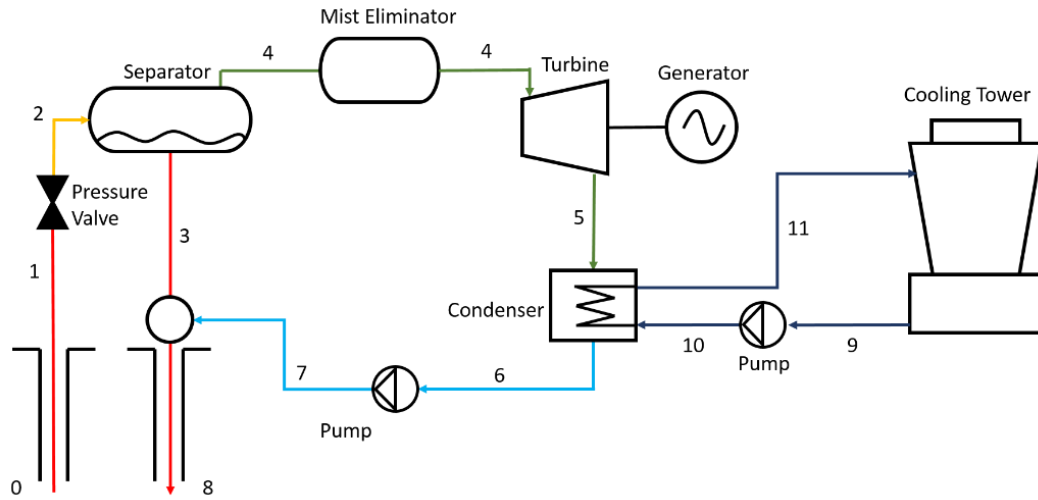 Mist Eliminator
4
4
Turbine
Separator
Generator
Cooling Tower
2
Pressure
Valve
3
5
11
1
Condenser
10
Pump
9
7
6
Pump
0
8